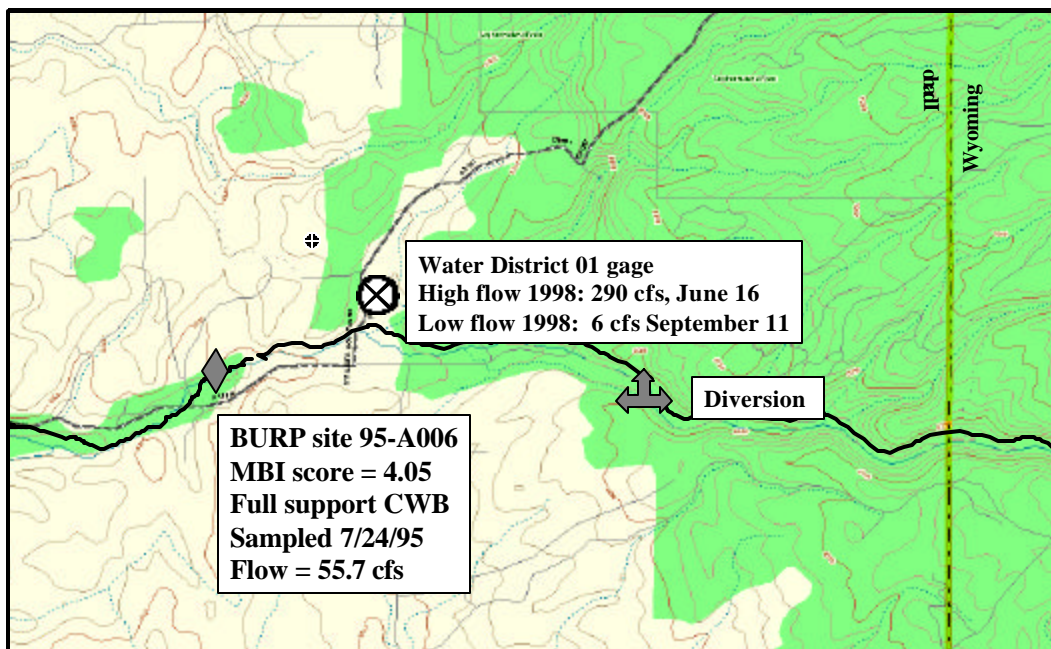 Idaho
Wyoming
Water District 01 gage
High flow 1998: 290 cfs, June 16
Low flow 1998: 6 cfs September 11
Diversion
BURP site 95-A006
MBI score = 4.05
Full support CWB
Sampled 7/24/95
Flow = 55.7 cfs